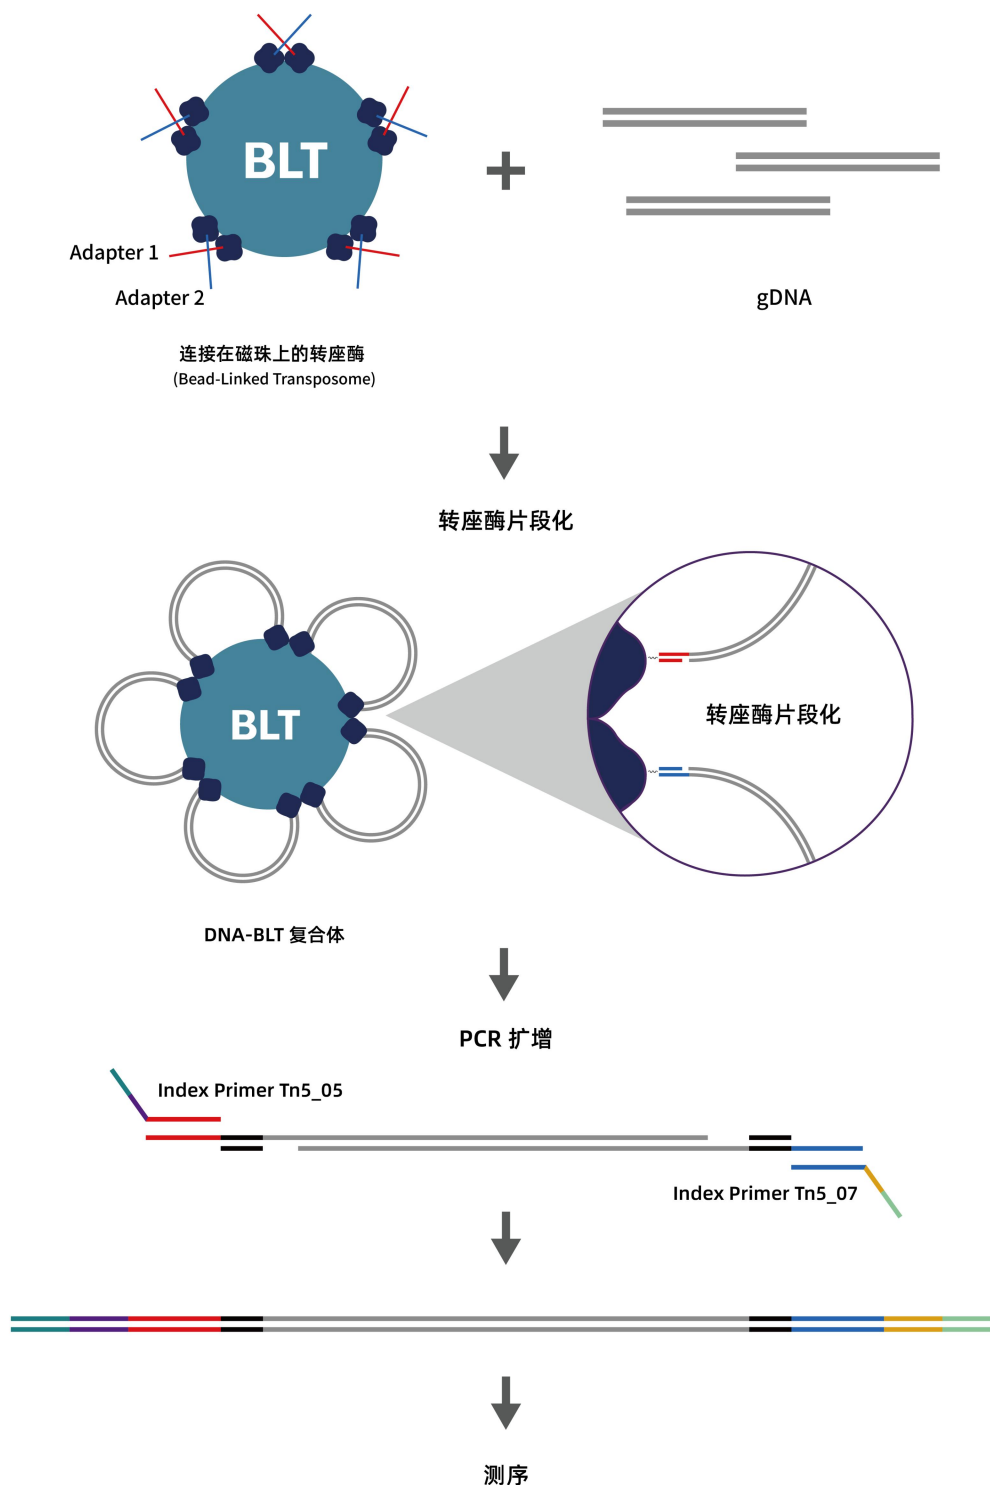 BLT
Adapter 1
Adapter 2
gDNA
连接在磁珠上的转座酶
(Bead-Linked Transposome)
转座酶片段化
BLT
转座酶片段化
DNA-BLT 复合体
PCR 扩增
Index Primer Tn5_05
Index Primer Tn5_07
测序